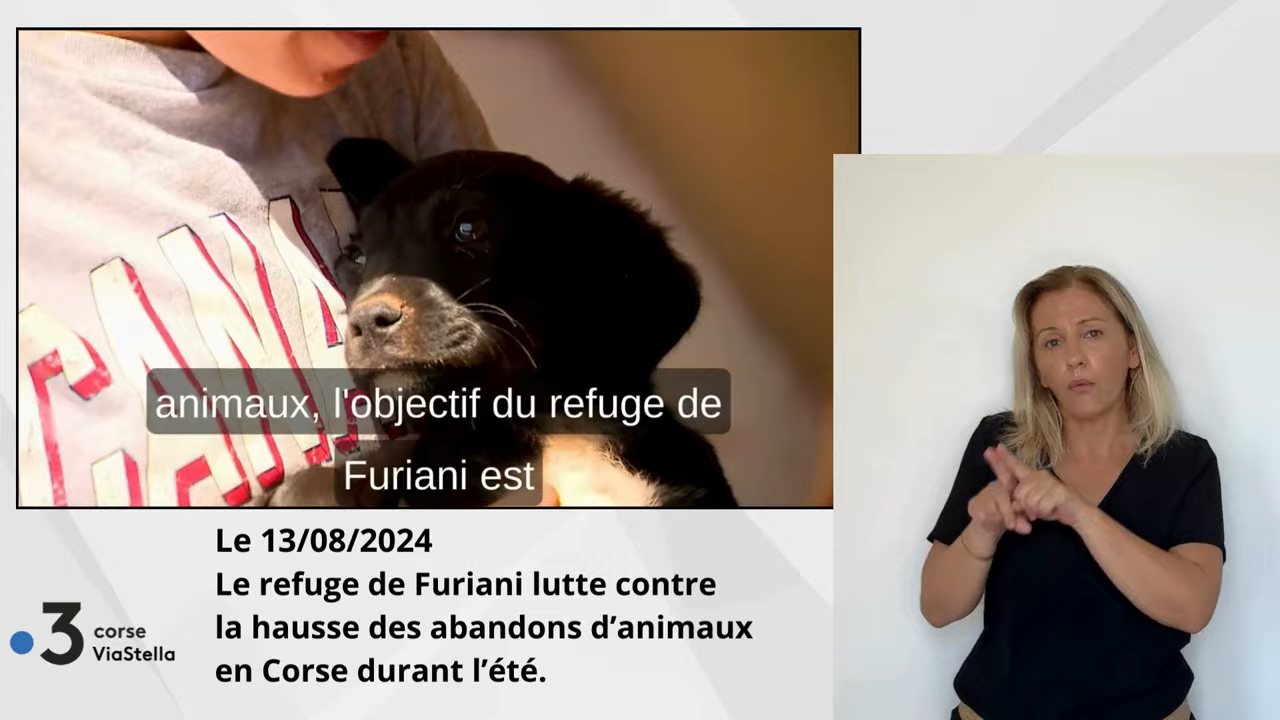 CANA
animaux, l'objectif du refuge de
Furiani est
Le 13/08/2024
Le refuge de Furiani lutte contre
la hausse des abandons d’animaux
en Corse durant l’été.
3 corse
ViaStella